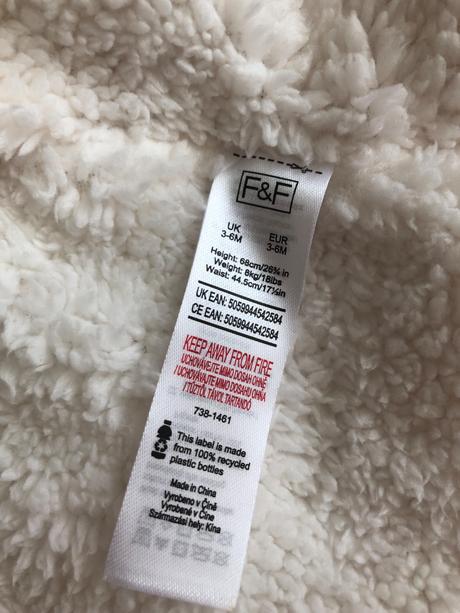 F&F
UK EUR
3-6M 3-6M
Height: 68cm/26¾ in
Weight: 8kg/18lbs
Waist: 44.5cm/17½in
UK EAN: 5059944542584
CE EAN: 5059944542584
KEEP AWAY FROM FIRE
UCHOVÁVEJTE MIMO DOSAH OHNĚ
/ UCHOVÁVAJTE MIMO DOSAHU OHŇA
/ TŰZTŐL TÁVOL TARTANDÓ
738-1461
This label is made
from 100% recycled
plastic bottles
Made in China
Vyrobeno v Číně
Vyrobené v Číne
Származási hely: Kína